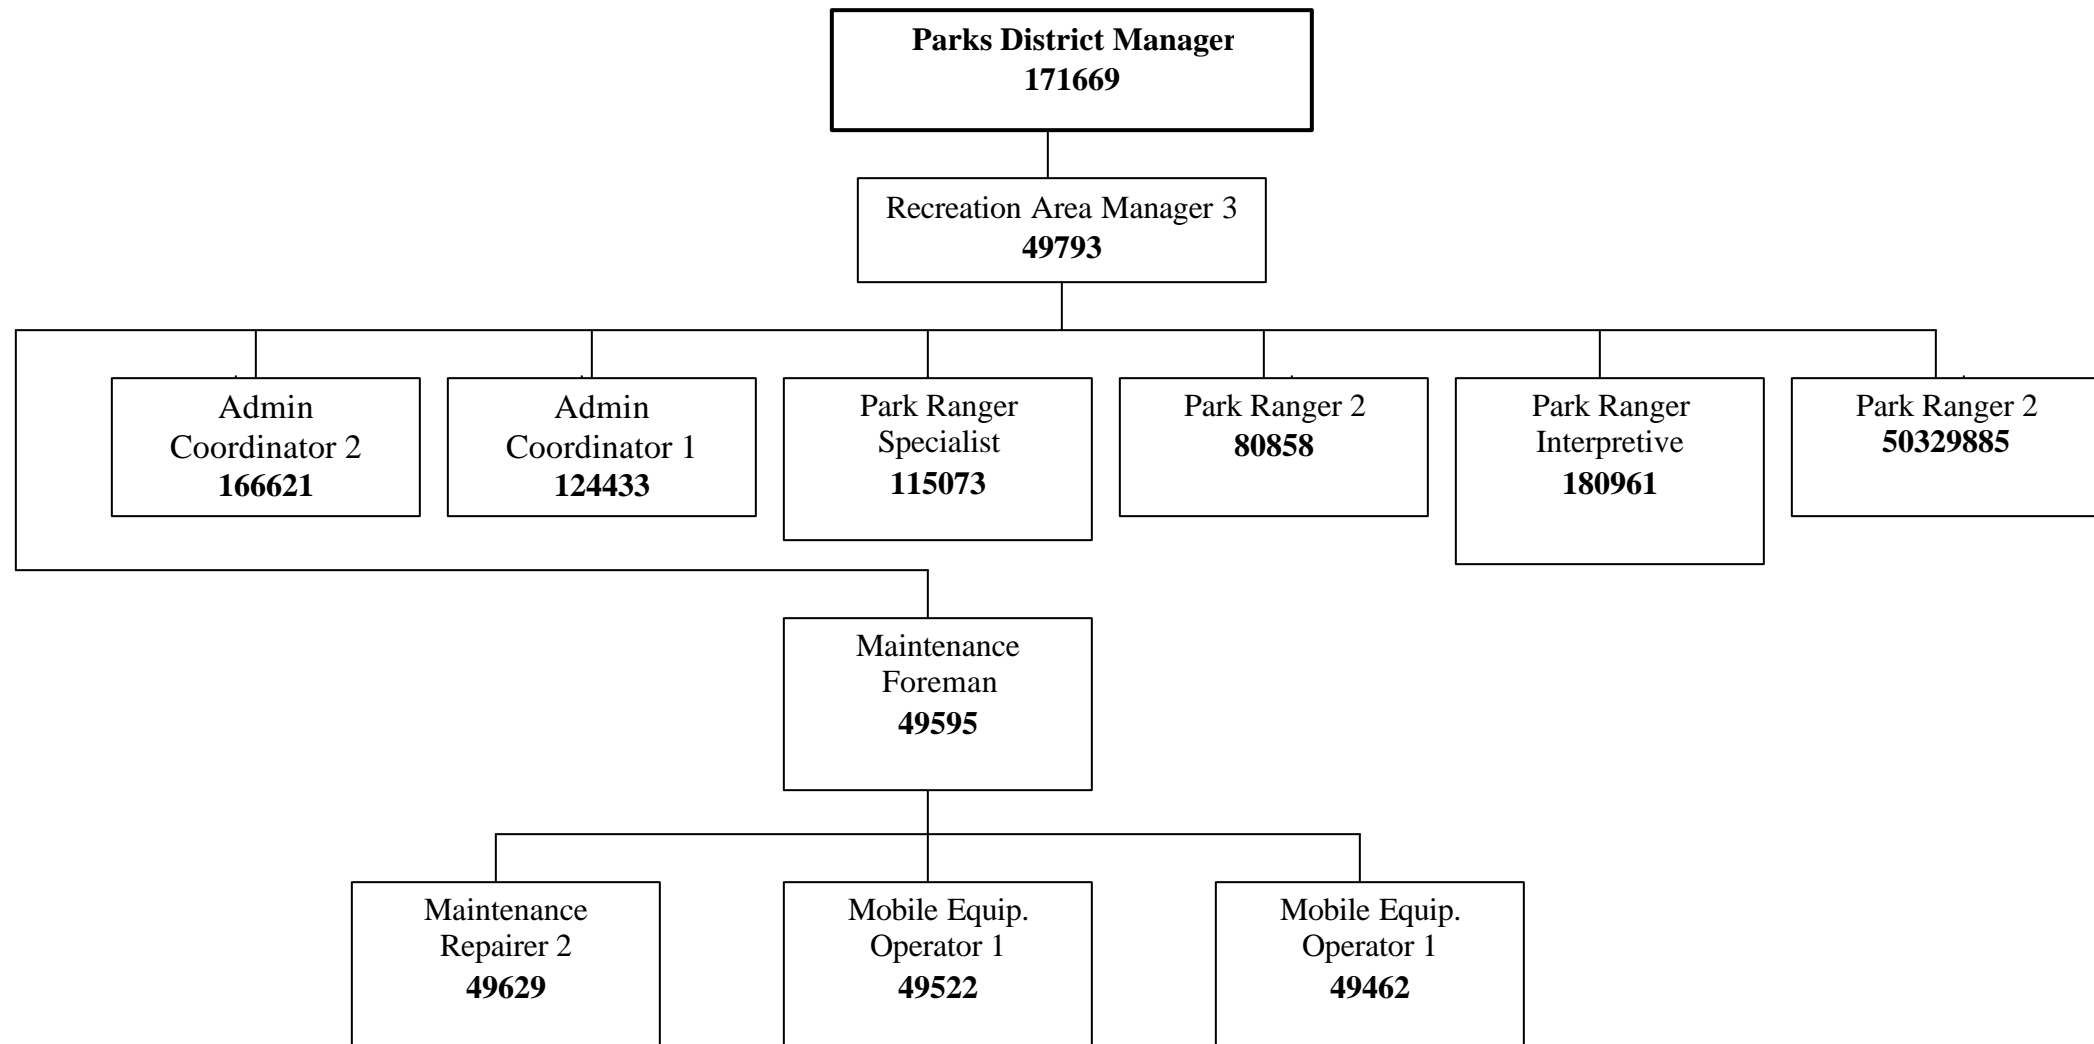 Parks District Manager
171669
Recreation Area Manager 3
49793
Admin
Coordinator 2
166621
Admin
Coordinator 1
124433
Park Ranger
Specialist
115073
Park Ranger 2
80858
Park Ranger
Interpretive
180961
Park Ranger 2
50329885
Maintenance
Foreman
49595
Maintenance
Repairer 2
49629
Mobile Equip.
Operator 1
49522
Mobile Equip.
Operator 1
49462